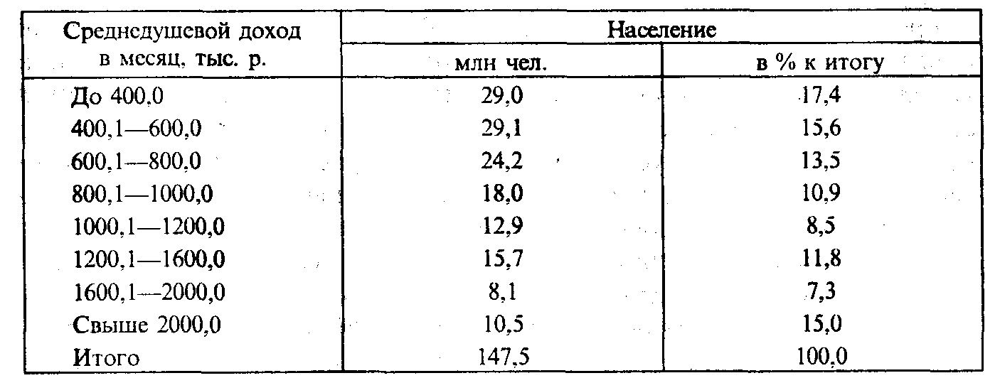 Среднедушевой доход Население
в месяц, тыс. р. млн чел. в % к итогу
До 400,0 29,0 17,4
400,1—600,0 29,1 15,6
600,1—800,0 24,2 13,5
800,1—1000,0 18,0 10,9
1000,1—1200,0 12,9 8,5
1200,1—1600,0 15,7 11,8
1600,1—2000,0 8,1 7,3
Свыше 2000,0 10,5 15,0
Итого 147,5 100,0